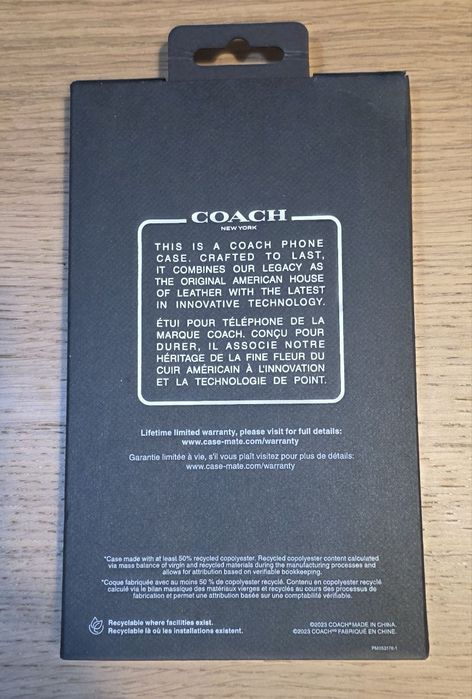 COACH
NEW YORK
THIS IS A COACH PHONE
CASE. CRAFTED TO LAST,
IT COMBINES OUR LEGACY AS
THE ORIGINAL AMERICAN HOUSE
OF LEATHER WITH THE LATEST
IN INNOVATIVE TECHNOLOGY.
ÉTUI POUR TÉLÉPHONE DE LA
MARQUE COACH. CONÇU POUR
DURER, IL ASSOCIE NOTRE
HÉRITAGE DE LA FINE FLEUR DU
CUIR AMÉRICAIN À L'INNOVATION
ET LA TECHNOLOGIE DE POINT.
Lifetime limited warranty, please visit for full details:
www.case-mate.com/warranty
Garantie limitée à vie, s'il vous plaît visitez pour plus de détails:
www.case-mate.com/warranty
*Case made with at least 50% recycled copolyester. Recycled copolyester content calculated
via mass balance of virgin and recycled materials during the manufacturing processes and
allows for attribution based on verifiable bookkeeping.
*Coque fabriquée avec au moins 50 % de copolyester recyclé. Contenu en copolyester recyclé
calculé via le bilan massique des matériaux vierges et recyclés au cours des processus de
fabrication et permet une attribution basée sur une comptabilité vérifiable.
Recyclable where facilities exist.
Recyclable là où les installations existent.
©2023 COACH® MADE IN CHINA.
©2023 COACHᴹᴰ FABRIQUÉ EN CHINE.
PM053176-1